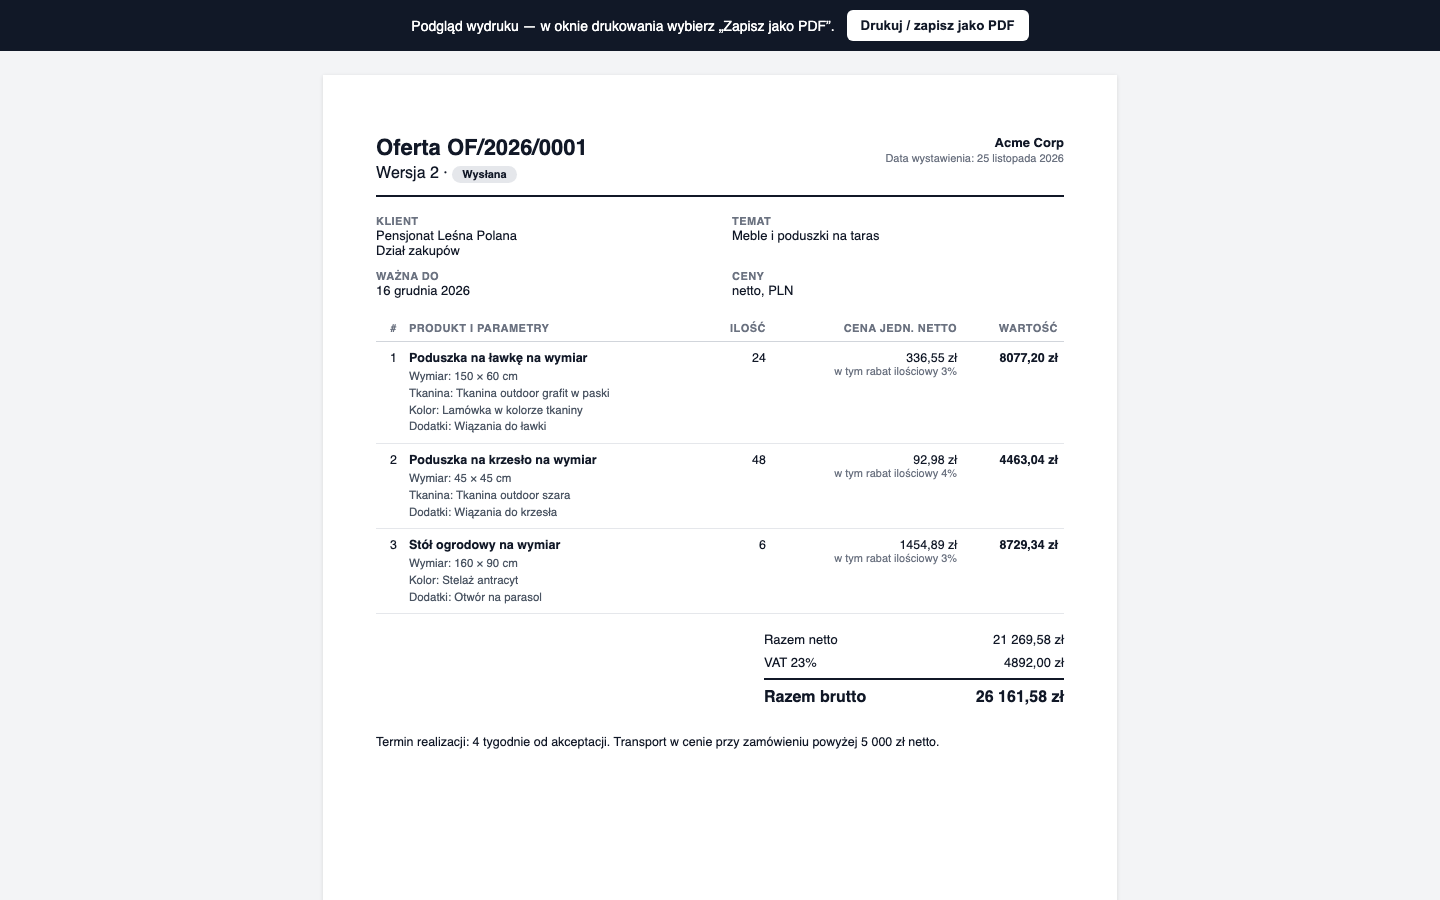 Podgląd wydruku — w oknie drukowania wybierz „Zapisz jako PDF”. Drukuj / zapisz jako PDF
Oferta OF/2026/0001
Acme Corp
Data wystawienia: 25 listopada 2026
Wersja 2 · Wysłana
KLIENT
Pensjonat Leśna Polana
Dział zakupów
TEMAT
Meble i poduszki na taras
WAŻNA DO
16 grudnia 2026
CENY
netto, PLN
# PRODUKT I PARAMETRY ILOŚĆ CENA JEDN. NETTO WARTOŚĆ
1 Poduszka na ławkę na wymiar 24 336,55 zł 8077,20 zł
w tym rabat ilościowy 3%
Wymiar: 150 × 60 cm
Tkanina: Tkanina outdoor grafit w paski
Kolor: Lamówka w kolorze tkaniny
Dodatki: Wiązania do ławki
2 Poduszka na krzesło na wymiar 48 92,98 zł 4463,04 zł
w tym rabat ilościowy 4%
Wymiar: 45 × 45 cm
Tkanina: Tkanina outdoor szara
Dodatki: Wiązania do krzesła
3 Stół ogrodowy na wymiar 6 1454,89 zł 8729,34 zł
w tym rabat ilościowy 3%
Wymiar: 160 × 90 cm
Kolor: Stelaż antracyt
Dodatki: Otwór na parasol
Razem netto 21 269,58 zł
VAT 23% 4892,00 zł
Razem brutto 26 161,58 zł
Termin realizacji: 4 tygodnie od akceptacji. Transport w cenie przy zamówieniu powyżej 5 000 zł netto.